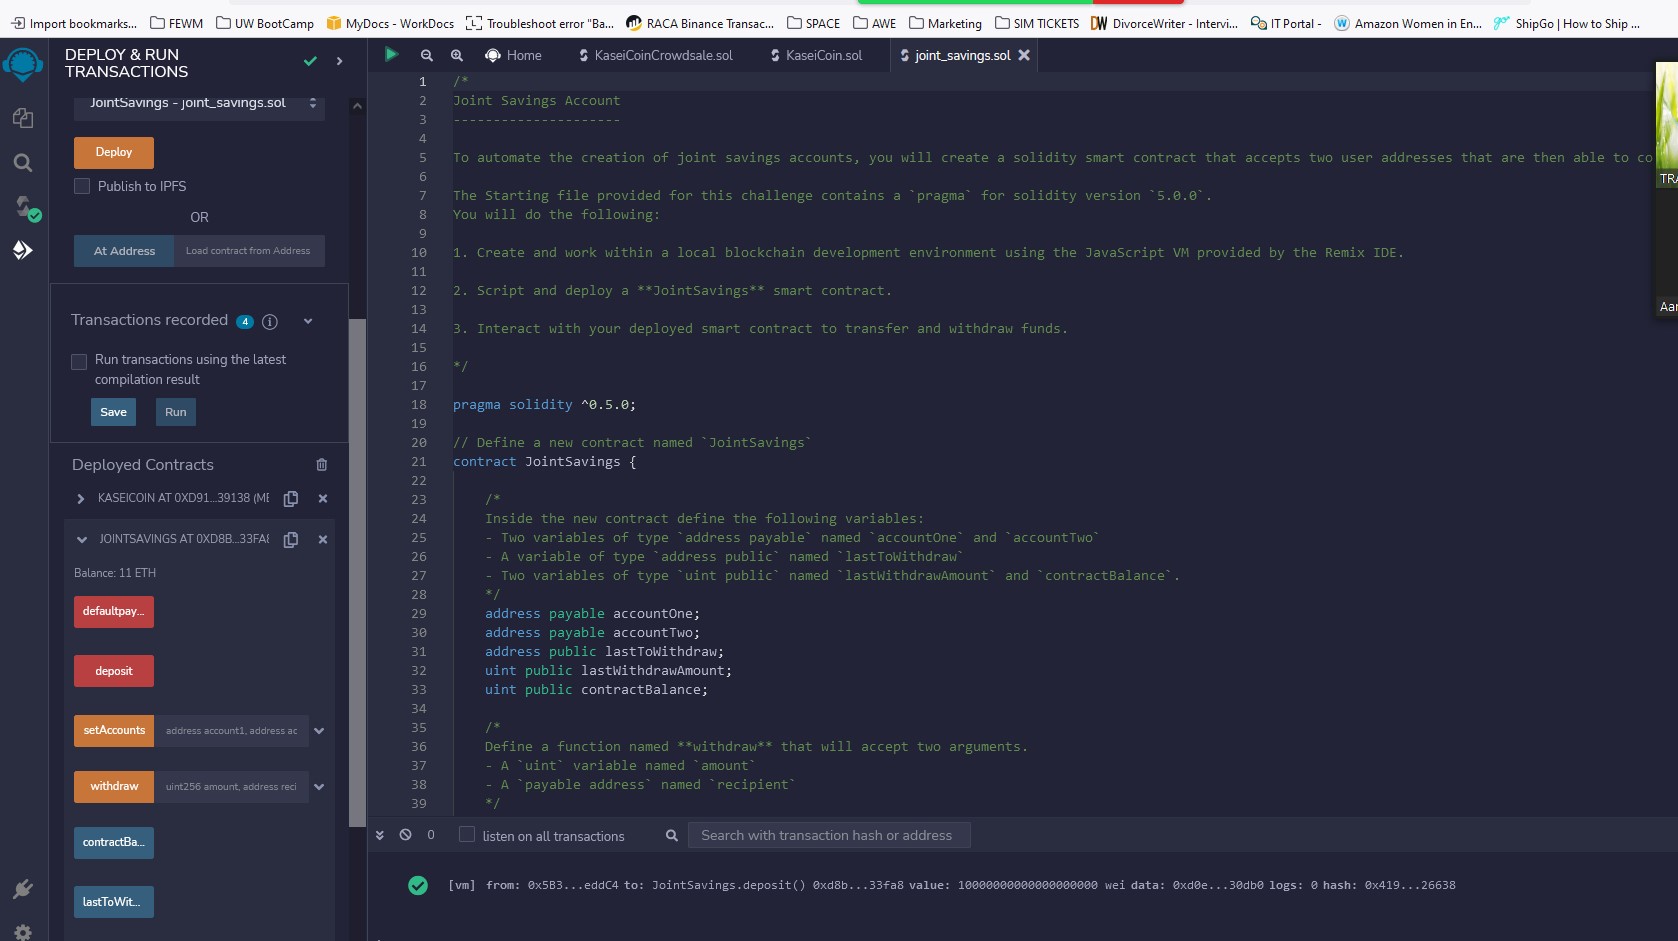 Import bookmarks...
FEWM
UW BootCamp
MyDocs - WorkDocs
Troubleshoot error "Ba...
RACA Binance Transac...
SPACE
AWE
Marketing
SIM TICKETS
DivorceWriter - Intervi...
IT Portal -
Amazon Women in En...
ShipGo | How to Ship ...
DEPLOY & RUN
TRANSACTIONS
JointSavings - joint_savings.sol
Deploy
Publish to IPFS
OR
At Address
Load contract from Address
Transactions recorded 4
Run transactions using the latest
compilation result
Save
Run
Deployed Contracts
KASEICOIN AT 0XD91...39138 (ME
JOINTSAVINGS AT 0XD8B...33FA8
Balance: 11 ETH
defaultpay...
deposit
setAccounts
address account1, address ac
withdraw
uint256 amount, address reci
contractBa...
lastToWit...
Home
KaseiCoinCrowdsale.sol
KaseiCoin.sol
joint_savings.sol
1 /*
2 Joint Savings Account
3 ---------------------
4
5 To automate the creation of joint savings accounts, you will create a solidity smart contract that accepts two user addresses that are then able to co
6
7 The Starting file provided for this challenge contains a `pragma` for solidity version `5.0.0`.
8 You will do the following:
9
10 1. Create and work within a local blockchain development environment using the JavaScript VM provided by the Remix IDE.
11
12 2. Script and deploy a **JointSavings** smart contract.
13
14 3. Interact with your deployed smart contract to transfer and withdraw funds.
15
16 */
17
18 pragma solidity ^0.5.0;
19
20 // Define a new contract named `JointSavings`
21 contract JointSavings {
22
23 /*
24 Inside the new contract define the following variables:
25 - Two variables of type `address payable` named `accountOne` and `accountTwo`
26 - A variable of type `address public` named `lastToWithdraw`
27 - Two variables of type `uint public` named `lastWithdrawAmount` and `contractBalance`.
28 */
29 address payable accountOne;
30 address payable accountTwo;
31 address public lastToWithdraw;
32 uint public lastWithdrawAmount;
33 uint public contractBalance;
34
35 /*
36 Define a function named **withdraw** that will accept two arguments.
37 - A `uint` variable named `amount`
38 - A `payable address` named `recipient`
39 */
TRA
Aar
0
listen on all transactions
Search with transaction hash or address
[vm] from: 0x5B3...eddC4 to: JointSavings.deposit() 0xd8b...33fa8 value: 10000000000000000000 wei data: 0xd0e...30db0 logs: 0 hash: 0x419...26638